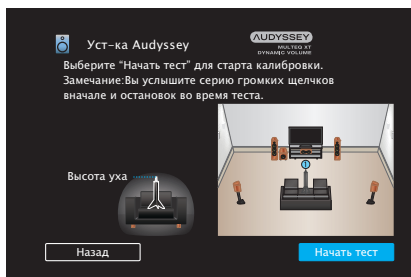 Уст-ка Audyssey
AUDYSSEY
MULTEQ XT
DYNAMIC VOLUME
Выберите “Начать тест” для старта калибровки.
Замечание:Вы услышите серию громких щелчков
вначале и остановок во время теста.
1
Высота уха
Назад
Начать тест